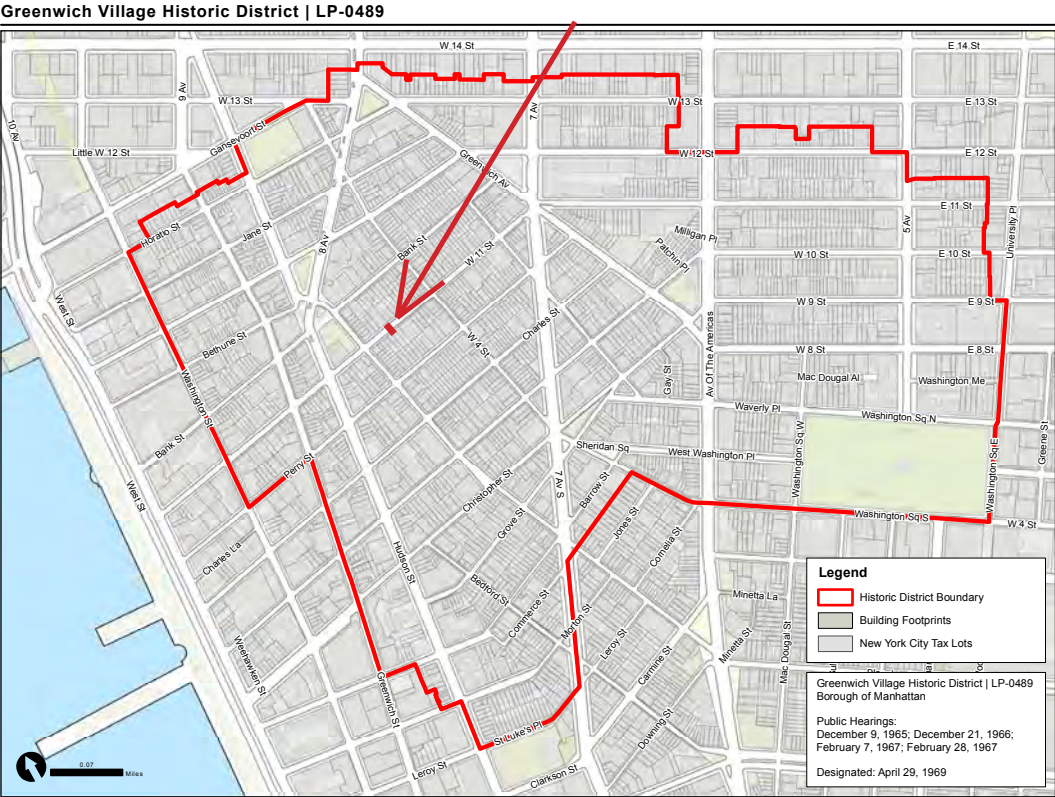 Greenwich Village Historic District | LP-0489
W 14 St
E 14 St
9 Av
W 13 St
7 Av
W 13 St
E 13 St
10 Av
Gansevoort St
Little W 12 St
Greenwich Av
W 12 St
E 12 St
Horatio St
Jane St
8 Av
Bank St
W 11 St
Milligan Pl
Patchin Pl
5 Av
E 11 St
University Pl
W 10 St
E 10 St
West St
W 9 St
E 9 St
Bethune St
W 4 St
Charles St
Av Of The Americas
W 8 St
E 8 St
Washington St
Gay St
Mac Dougal Al
Washington Me
Waverly Pl
Washington Sq N
Bank St
Perry St
Sheridan Sq
West Washington Pl
Washington Sq W
Washington Sq E
Greene St
West St
Christopher St
Grove St
7 Av S
Barrow St
Jones St
Cornelia St
Washington Sq S
W 4 St
Charles La
Hudson St
Bedford St
Commerce St
Morton St
Leroy St
Minetta La
Weehawken St
Carmine St
Minetta St
Mac Dougal St
Greenwich St
St Luke's Pl
Downing St
Leroy St
Clarkson St
0.07
Miles
Legend
Historic District Boundary
Building Footprints
New York City Tax Lots
Greenwich Village Historic District | LP-0489
Borough of Manhattan
Public Hearings:
December 9, 1965; December 21, 1966;
February 7, 1967; February 28, 1967
Designated: April 29, 1969